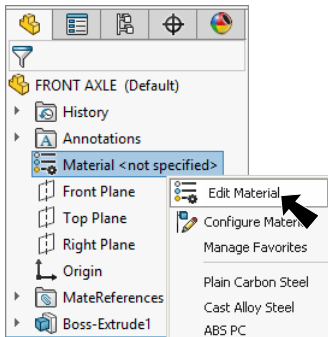 FRONT AXLE (Default)
History
Annotations
Material <not specified>
Edit Material
Front Plane
Configure
Top Plane
Manage Favorites
Right Plane
Origin
Plain Carbon Steel
MateReferences
Cast Alloy Steel
Boss-Extrude1
ABS PC